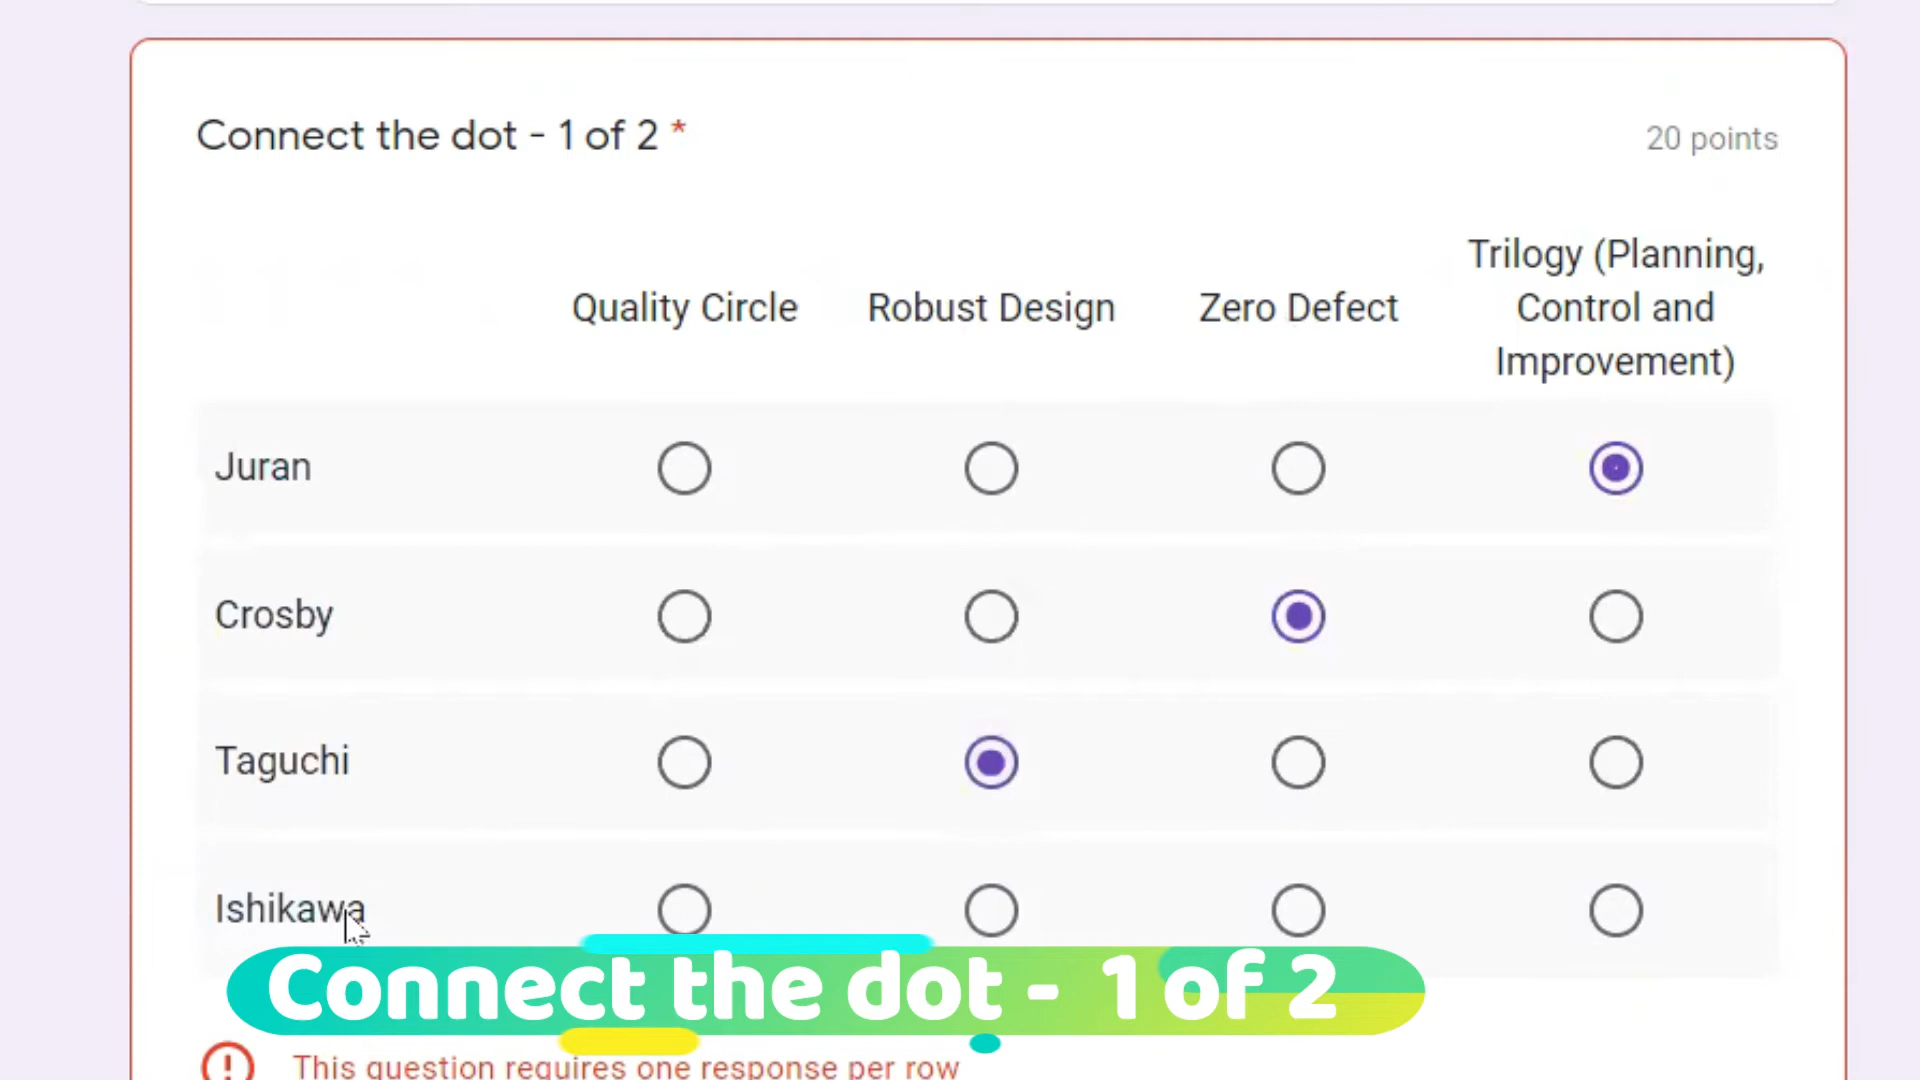 Connect the dot - 1 of 2 *
20 points
Quality Circle
Robust Design
Zero Defect
Trilogy (Planning,
Control and
Improvement)
Juran
Crosby
Taguchi
Ishikawa
Connect the dot - 1 of 2
This question requires one response per row